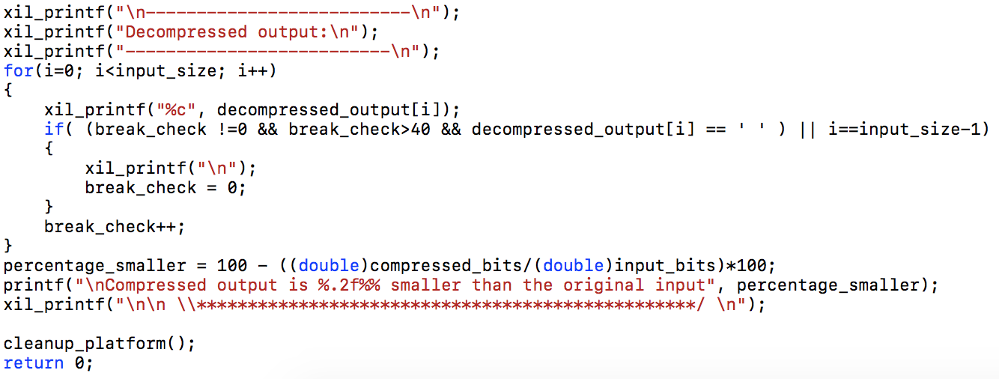 xil_printf("\n--------------------------\n");
xil_printf("Decompressed output:\n");
xil_printf("--------------------------\n");
for(i=0; i<input_size; i++)
{
    xil_printf("%c", decompressed_output[i]);
    if( (break_check !=0 && break_check>40 && decompressed_output[i] == ' ' ) || i==input_size-1)
    {
        xil_printf("\n");
        break_check = 0;
    }
    break_check++;
}
percentage_smaller = 100 - ((double)compressed_bits/(double)input_bits)*100;
printf("\nCompressed output is %.2f%% smaller than the original input", percentage_smaller);
xil_printf("\n\n \\*************************************************/ \n");
cleanup_platform();
return 0;